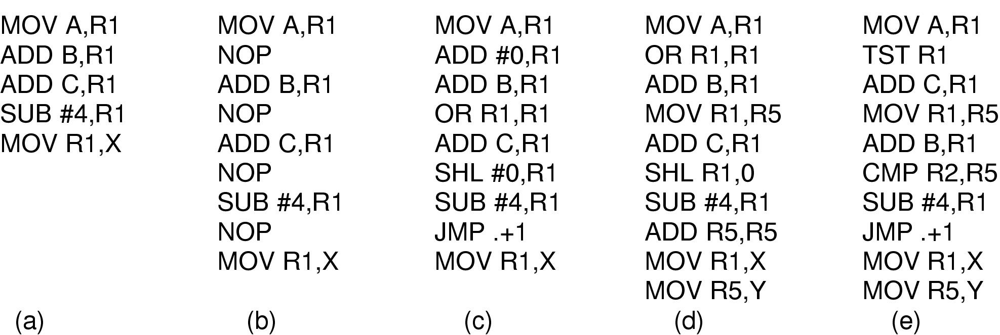 MOV A,R1
ADD B,R1
ADD C,R1
SUB #4,R1
MOV R1,X
(a)
MOV A,R1
NOP
ADD B,R1
NOP
ADD C,R1
NOP
SUB #4,R1
NOP
MOV R1,X
(b)
MOV A,R1
ADD #0,R1
ADD B,R1
OR R1,R1
ADD C,R1
SHL #0,R1
SUB #4,R1
JMP .+1
MOV R1,X
(c)
MOV A,R1
OR R1,R1
ADD B,R1
MOV R1,R5
ADD C,R1
SHL R1,0
SUB #4,R1
ADD R5,R5
MOV R1,X
MOV R5,Y
(d)
MOV A,R1
TST R1
ADD C,R1
MOV R1,R5
ADD B,R1
CMP R2,R5
SUB #4,R1
JMP .+1
MOV R1,X
MOV R5,Y
(e)